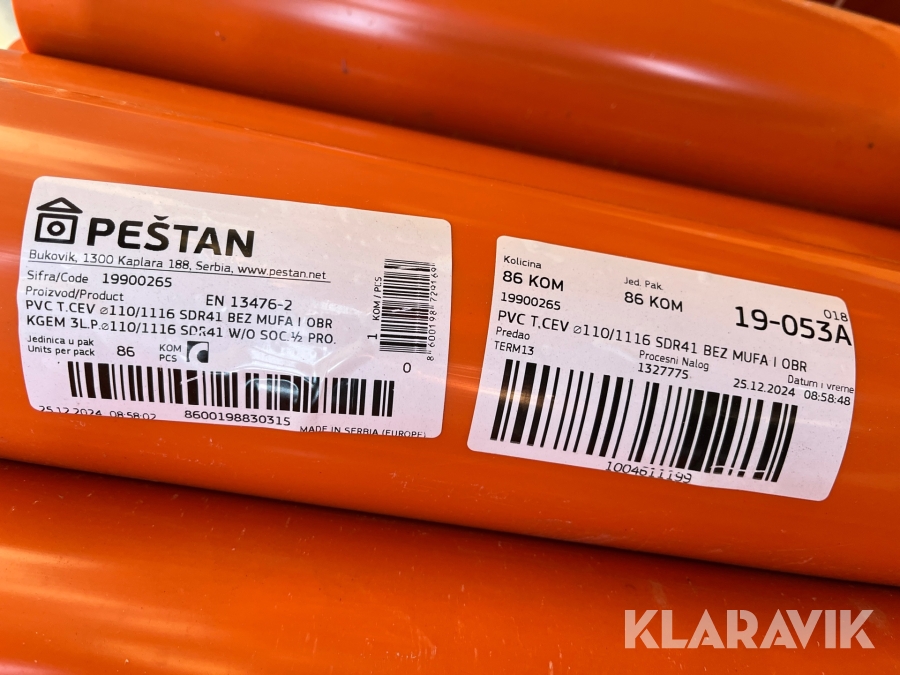 PEŠTAN
Bukovik, 1300 Kaplara 188, Serbia, www.pestan.net
Sifra/Code 19900265
Proizvod/Product EN 13476-2
PVC T.CEV ⌀110/1116 SDR41 BEZ MUFA I OBR
KGEM 3L.P.⌀110/1116 SDR41 W/O SOC.½ PRO.
Jedinica u pak
Units per pack 86 KOM
PCS
25.12.2024 08:58:02 8600198830315 MADE IN SERBIA (EUROPE)
1 KOM / PCS
8600198729169
0
Kolicina
86 KOM
Jed. Pak.
86 KOM
018
19-053A
19900265
PVC T.CEV ⌀110/1116 SDR41 BEZ MUFA I OBR
Predao
TERM13
Procesni Nalog
1327775
Datum i vreme
25.12.2024 08:58:48
1004611199
KLARAVIK